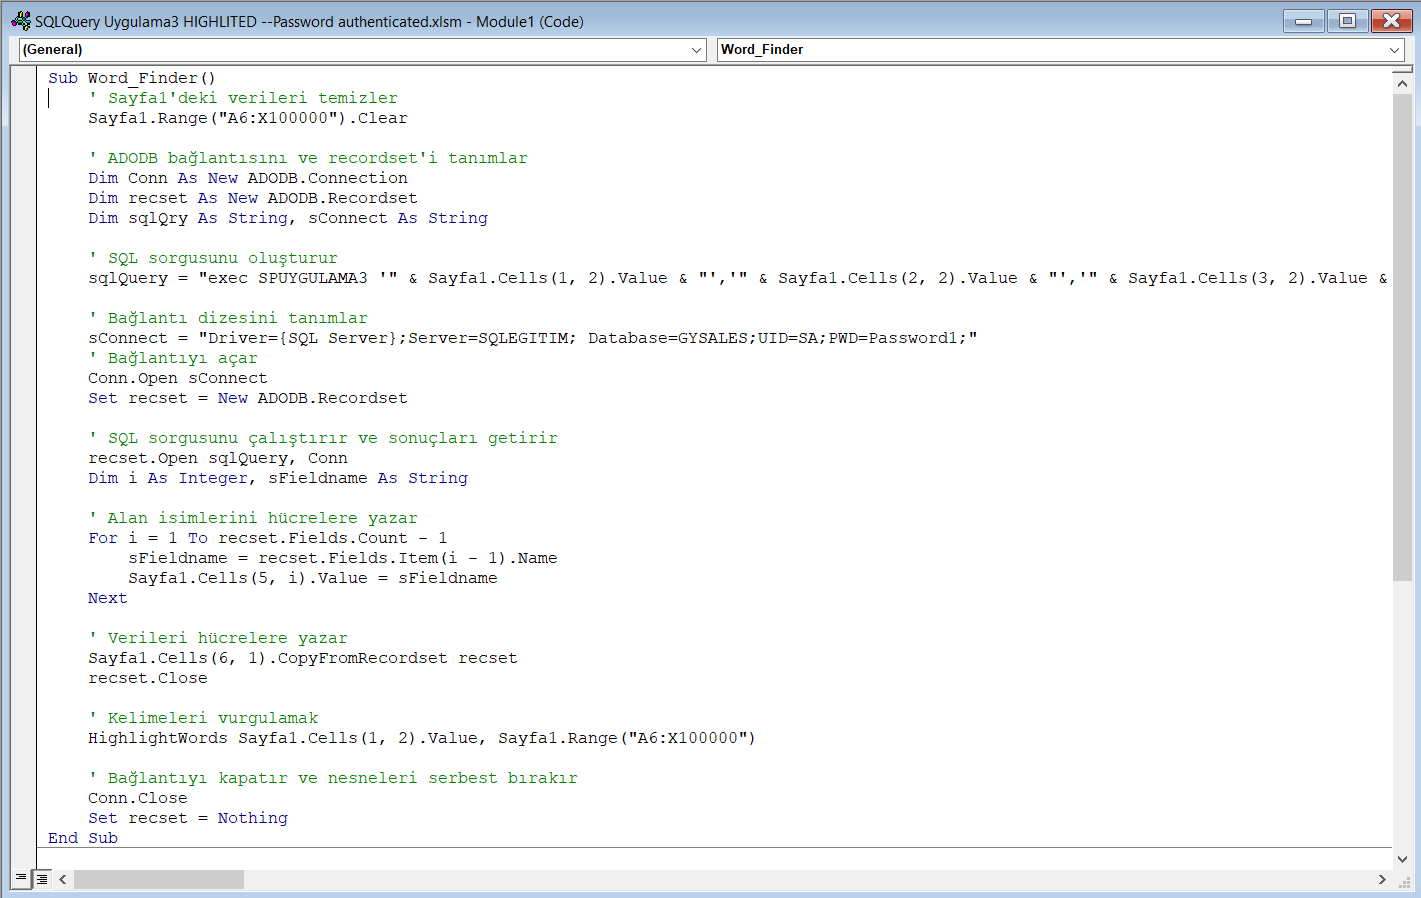 SQLQuery Uygulama3 HIGHLITED --Password authenticated.xlsm - Module1 (Code)
(General) Word_Finder
Sub Word_Finder()
    ' Sayfa1'deki verileri temizler
    Sayfa1.Range("A6:X100000").Clear

    ' ADODB bağlantısını ve recordset'i tanımlar
    Dim Conn As New ADODB.Connection
    Dim recset As New ADODB.Recordset
    Dim sqlQry As String, sConnect As String

    ' SQL sorgusunu oluşturur
    sqlQuery = "exec SPUYGULAMA3 '" & Sayfa1.Cells(1, 2).Value & "','" & Sayfa1.Cells(2, 2).Value & "','" & Sayfa1.Cells(3, 2).Value &

    ' Bağlantı dizesini tanımlar
    sConnect = "Driver={SQL Server};Server=SQLEGITIM; Database=GYSALES;UID=SA;PWD=Password1;"
    ' Bağlantıyı açar
    Conn.Open sConnect
    Set recset = New ADODB.Recordset

    ' SQL sorgusunu çalıştırır ve sonuçları getirir
    recset.Open sqlQuery, Conn
    Dim i As Integer, sFieldname As String

    ' Alan isimlerini hücrelere yazar
    For i = 1 To recset.Fields.Count - 1
        sFieldname = recset.Fields.Item(i - 1).Name
        Sayfa1.Cells(5, i).Value = sFieldname
    Next

    ' Verileri hücrelere yazar
    Sayfa1.Cells(6, 1).CopyFromRecordset recset
    recset.Close

    ' Kelimeleri vurgulamak
    HighlightWords Sayfa1.Cells(1, 2).Value, Sayfa1.Range("A6:X100000")

    ' Bağlantıyı kapatır ve nesneleri serbest bırakır
    Conn.Close
    Set recset = Nothing
End Sub